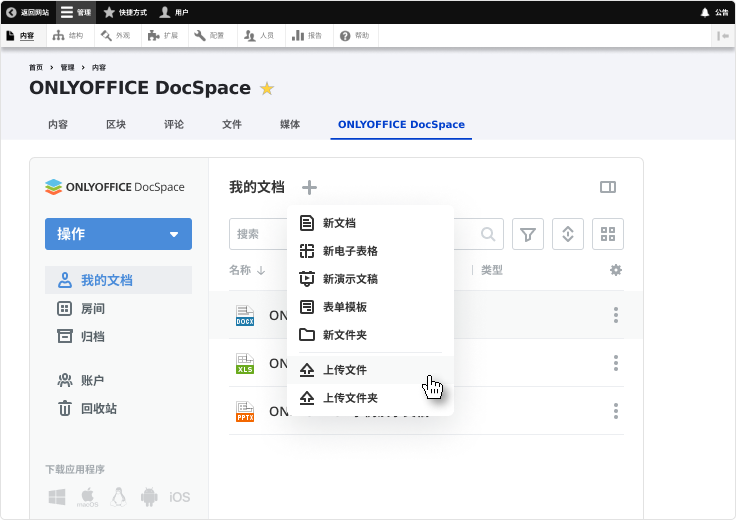 返回网站 管理 快捷方式 用户 公告
内容 结构 外观 扩展 配置 人员 报告 帮助
首页 › 管理 › 内容
ONLYOFFICE DocSpace
内容 区块 评论 文件 媒体 ONLYOFFICE DocSpace
ONLYOFFICE DocSpace
我的文档
操作
搜索
新文档
新电子表格
新演示文稿
表单模板
新文件夹
上传文件
上传文件夹
名称 类型
我的文档
房间
归档
账户
回收站
DOCX ON
XLS ON
PPTX ON
下载应用程序
macOS iOS